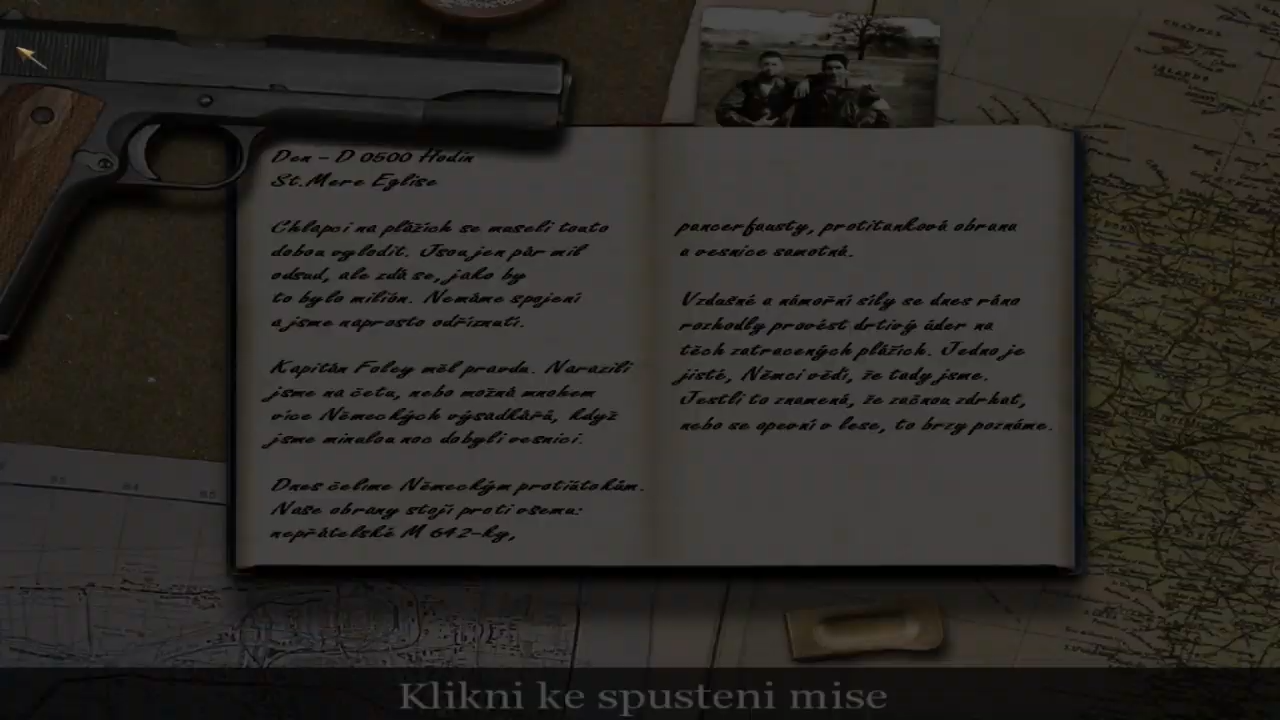 Den - D 0500 Hodin
St.Mere Eglise
Chlapci na plážích se museli touto
dobou vylodit. Jsou jen pár mil
odsud, ale zdá se, jako by
to bylo milión. Nemáme spojení
a jsme naprosto odříznuti.
Kapitán Foley měl pravdu. Narazili
jsme na četu, nebo možná mnohem
více Německých výsadkářů, když
jsme minulou noc dobyli vesnici.
Dnes čelíme Německým protiútokům.
Naše obrany stojí proti všemu:
nepřátelské M 642-ky,
pancerfausty, protitanková obrana
a vesnice samotná.
Vzdušné a námořní síly se dnes ráno
rozhodly provést drtivý úder na
těch zatracených plážích. Jedno je
jisté, Němci vědí, že tady jsme.
Jestli to znamená, že začnou zdrhat,
nebo se opevní v lese, to brzy poznáme.
Klikni ke spusteni mise